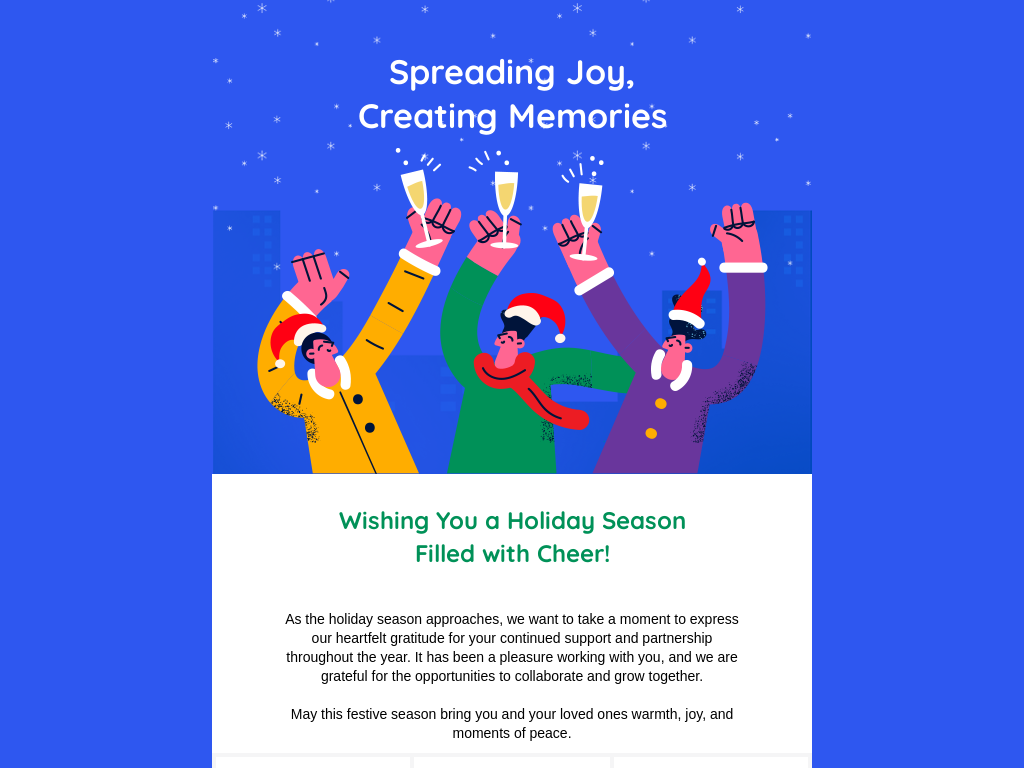 Spreading Joy,
Creating Memories
Wishing You a Holiday Season
Filled with Cheer!
As the holiday season approaches, we want to take a moment to express
our heartfelt gratitude for your continued support and partnership
throughout the year. It has been a pleasure working with you, and we are
grateful for the opportunities to collaborate and grow together.
May this festive season bring you and your loved ones warmth, joy, and
moments of peace.